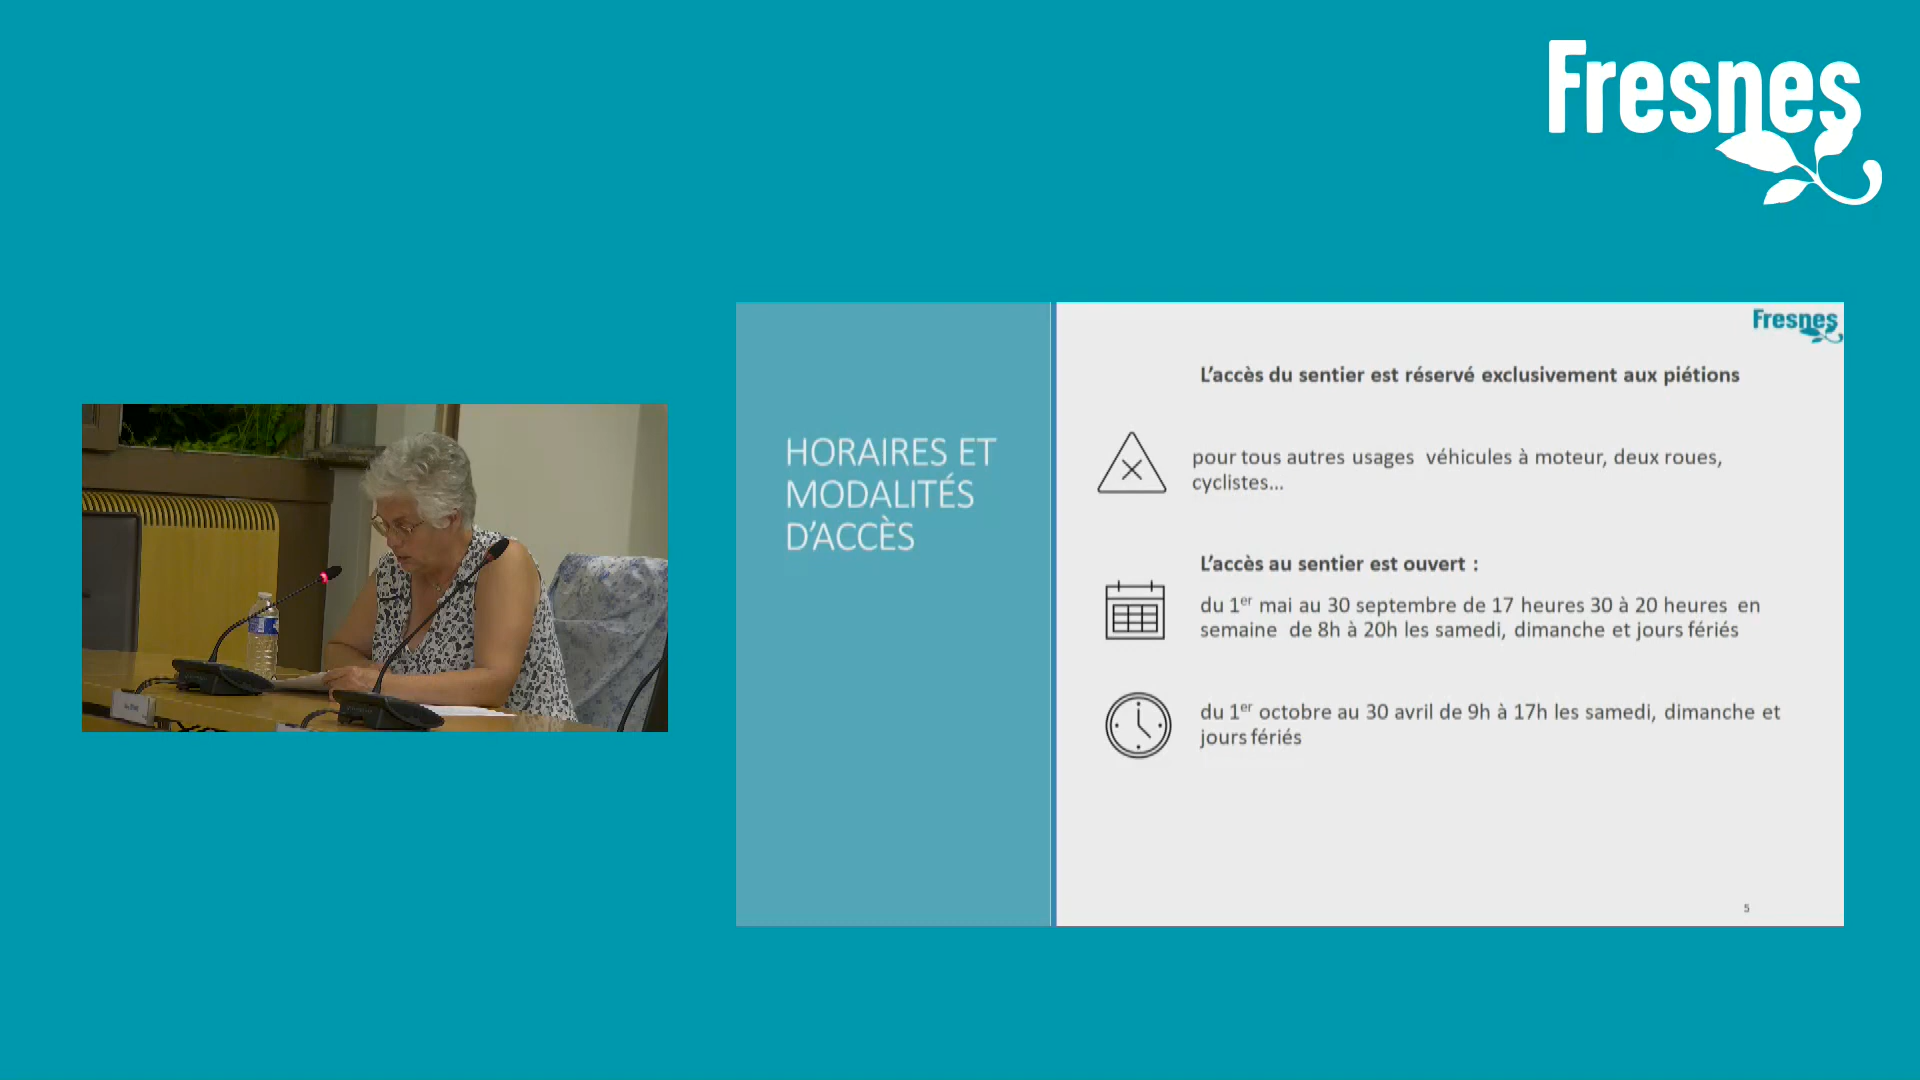 Fresnes
Fresnes
HORAIRES ET
MODALITÉS
D’ACCÈS
L’accès du sentier est réservé exclusivement aux piétions
pour tous autres usages véhicules à moteur, deux roues,
cyclistes...
L’accès au sentier est ouvert :
du 1er mai au 30 septembre de 17 heures 30 à 20 heures en
semaine de 8h à 20h les samedi, dimanche et jours fériés
du 1er octobre au 30 avril de 9h à 17h les samedi, dimanche et
jours fériés
5